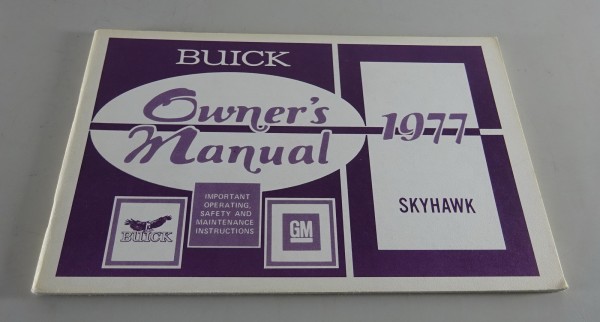 BUICK
Owner's
Manual
1977
SKYHAWK
IMPORTANT
OPERATING,
SAFETY AND
MAINTENANCE
INSTRUCTIONS
BUICK
GM